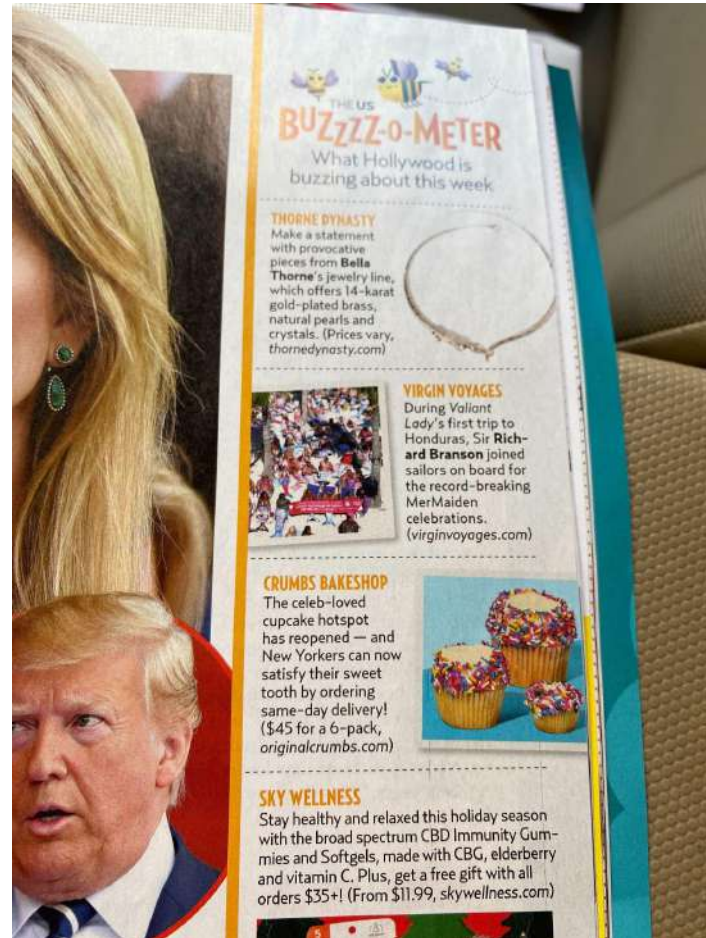 THE US
BUZZZZ-O-METER
What Hollywood is
buzzing about this week
THORNE DYNASTY
Make a statement
with provocative
pieces from Bella
Thorne's jewelry line,
which offers 14-karat
gold-plated brass,
natural pearls and
crystals. (Prices vary,
thornedynasty.com)
VIRGIN VOYAGES
During Valiant
Lady's first trip to
Honduras, Sir Rich-
ard Branson joined
sailors on board for
the record-breaking
MerMaiden
celebrations.
(virginvoyages.com)
CRUMBS BAKESHOP
The celeb-loved
cupcake hotspot
has reopened — and
New Yorkers can now
satisfy their sweet
tooth by ordering
same-day delivery!
($45 for a 6-pack,
originalcrumbs.com)
SKY WELLNESS
Stay healthy and relaxed this holiday season
with the broad spectrum CBD Immunity Gum-
mies and Softgels, made with CBG, elderberry
and vitamin C. Plus, get a free gift with all
orders $35+! (From $11.99, skywellness.com)
5